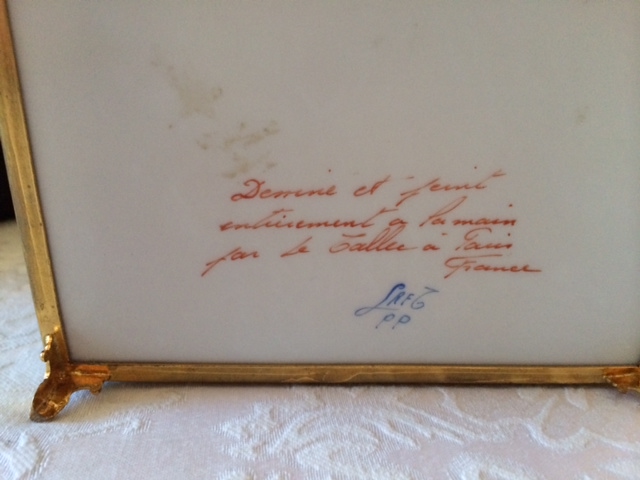 Dessiné et peint
entièrement a la main
par Le Tallec à Paris
France
PP